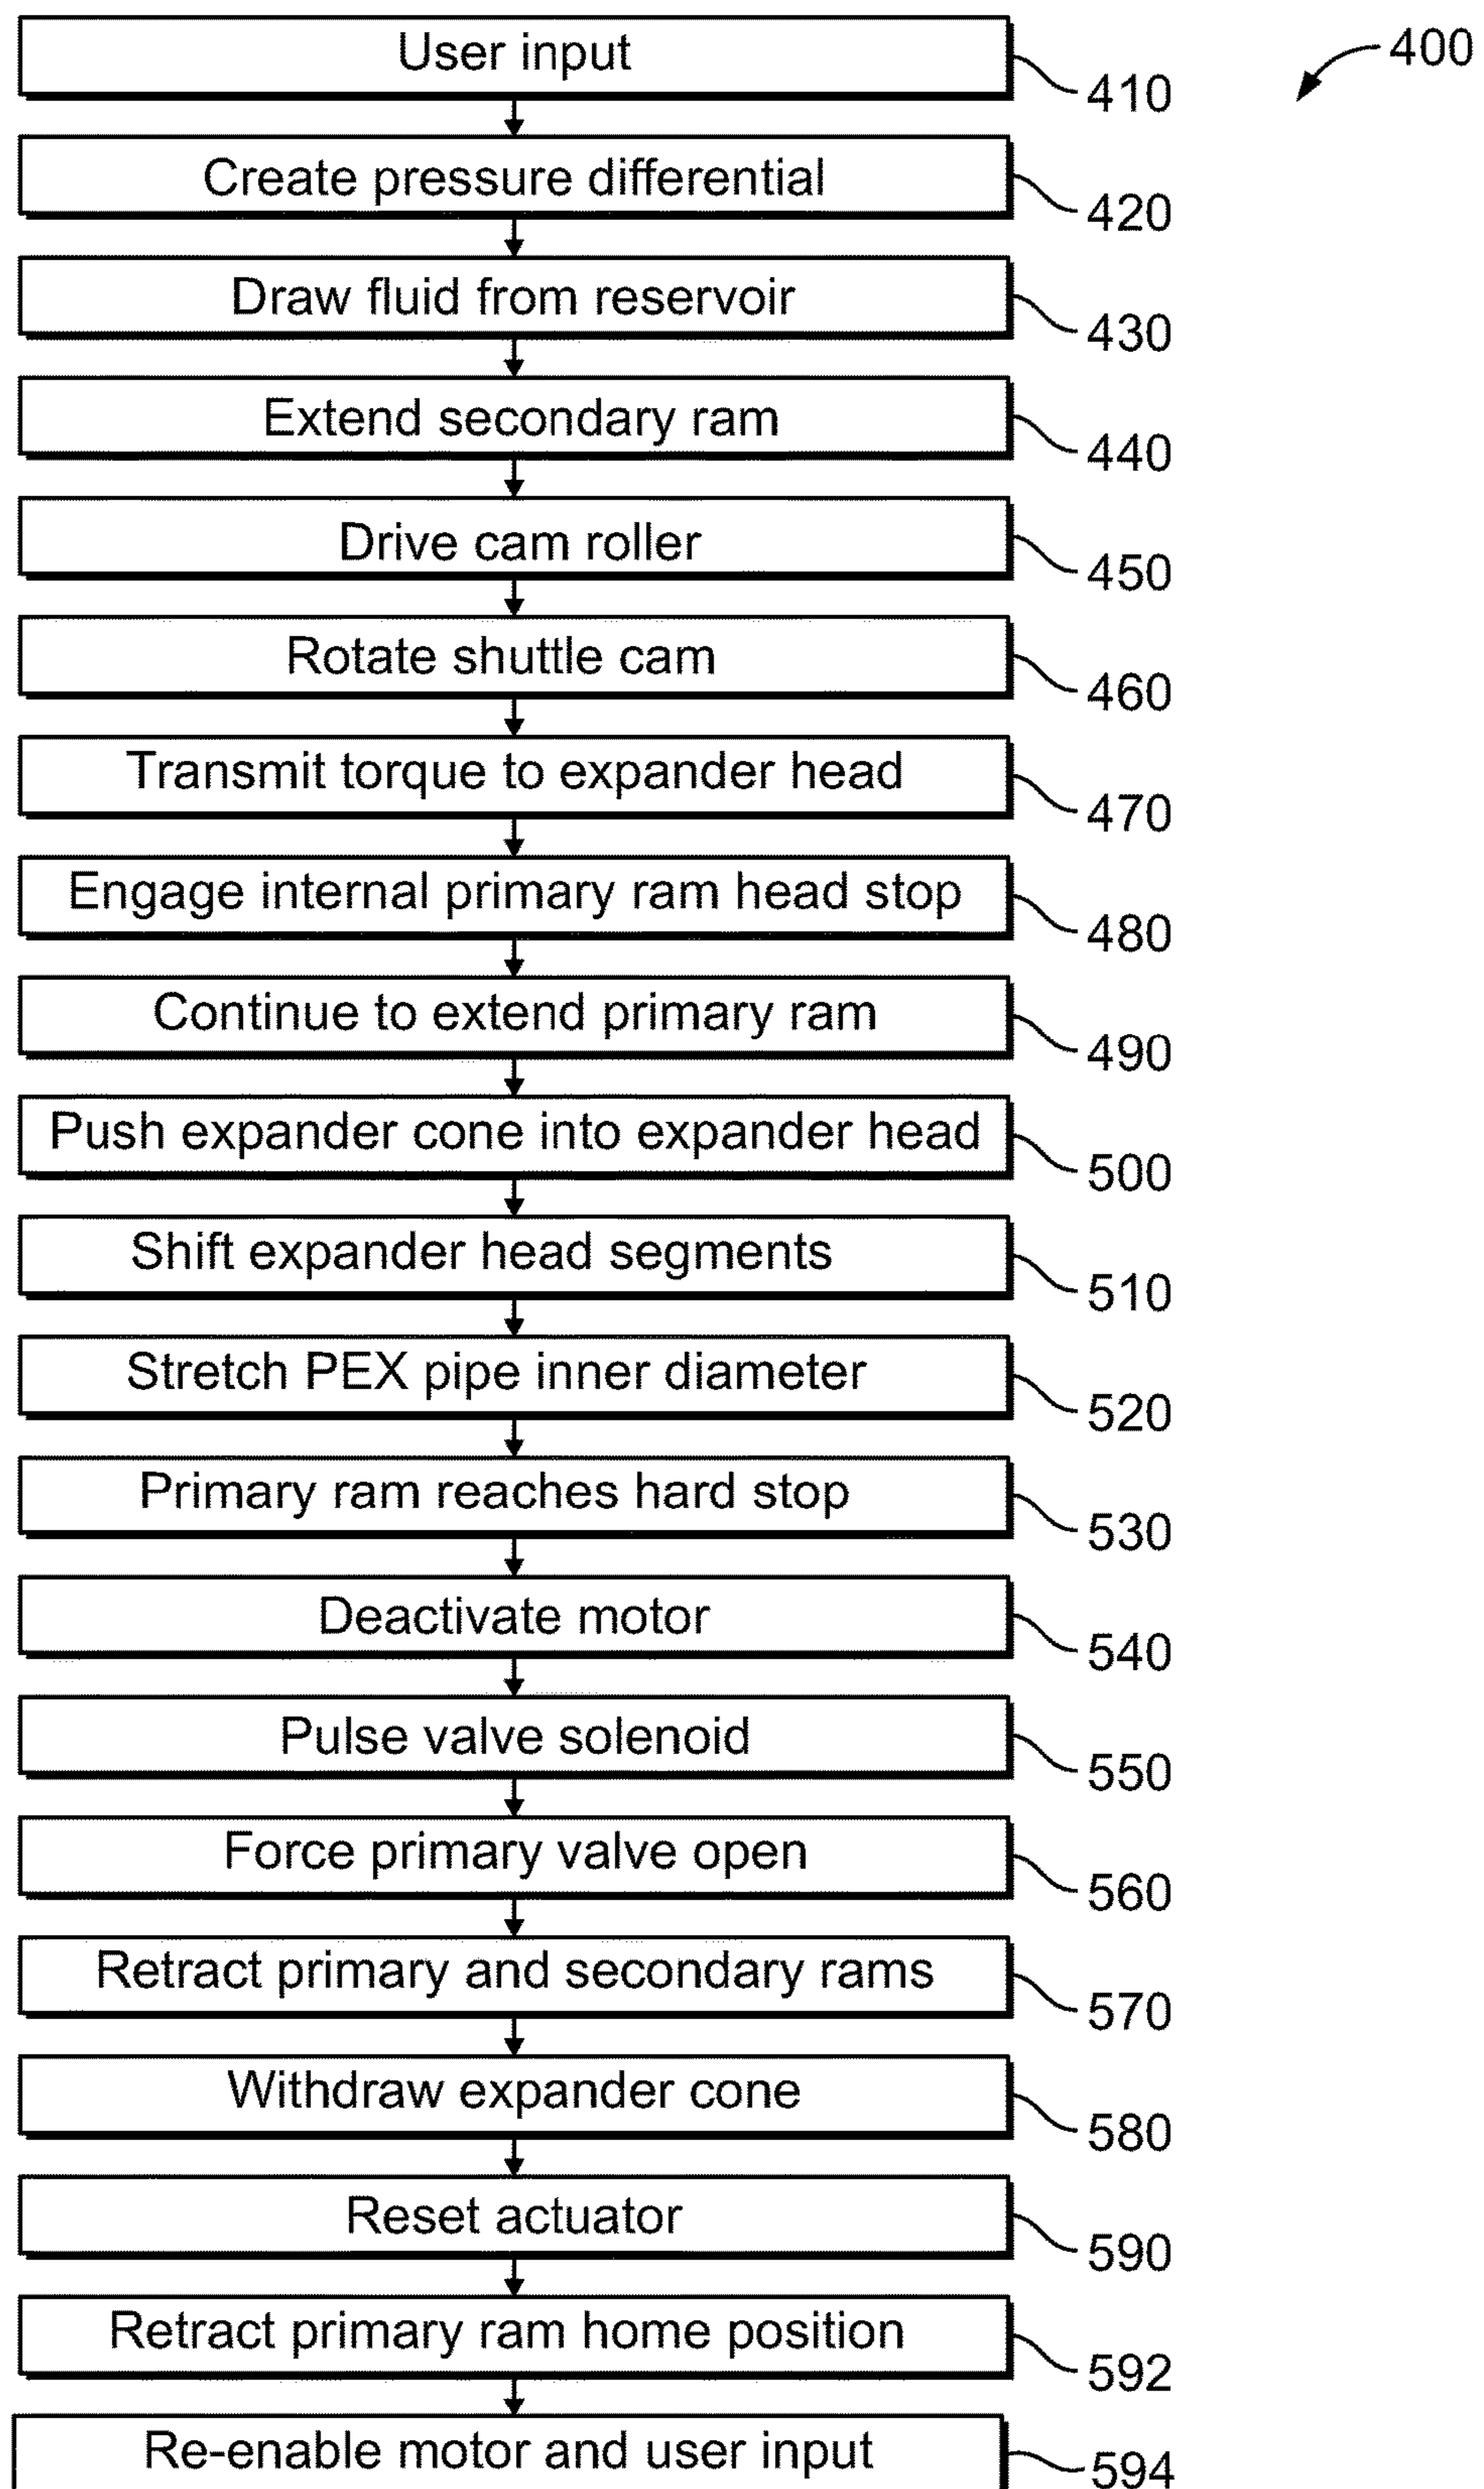 400
User input
410
Create pressure differential
420
Draw fluid from reservoir
430
Extend secondary ram
440
Drive cam roller
450
Rotate shuttle cam
460
Transmit torque to expander head
470
Engage internal primary ram head stop
480
Continue to extend primary ram
490
Push expander cone into expander head
500
Shift expander head segments
510
Stretch PEX pipe inner diameter
520
Primary ram reaches hard stop
530
Deactivate motor
540
Pulse valve solenoid
550
Force primary valve open
560
Retract primary and secondary rams
570
Withdraw expander cone
580
Reset actuator
590
Retract primary ram home position
592
Re-enable motor and user input
594